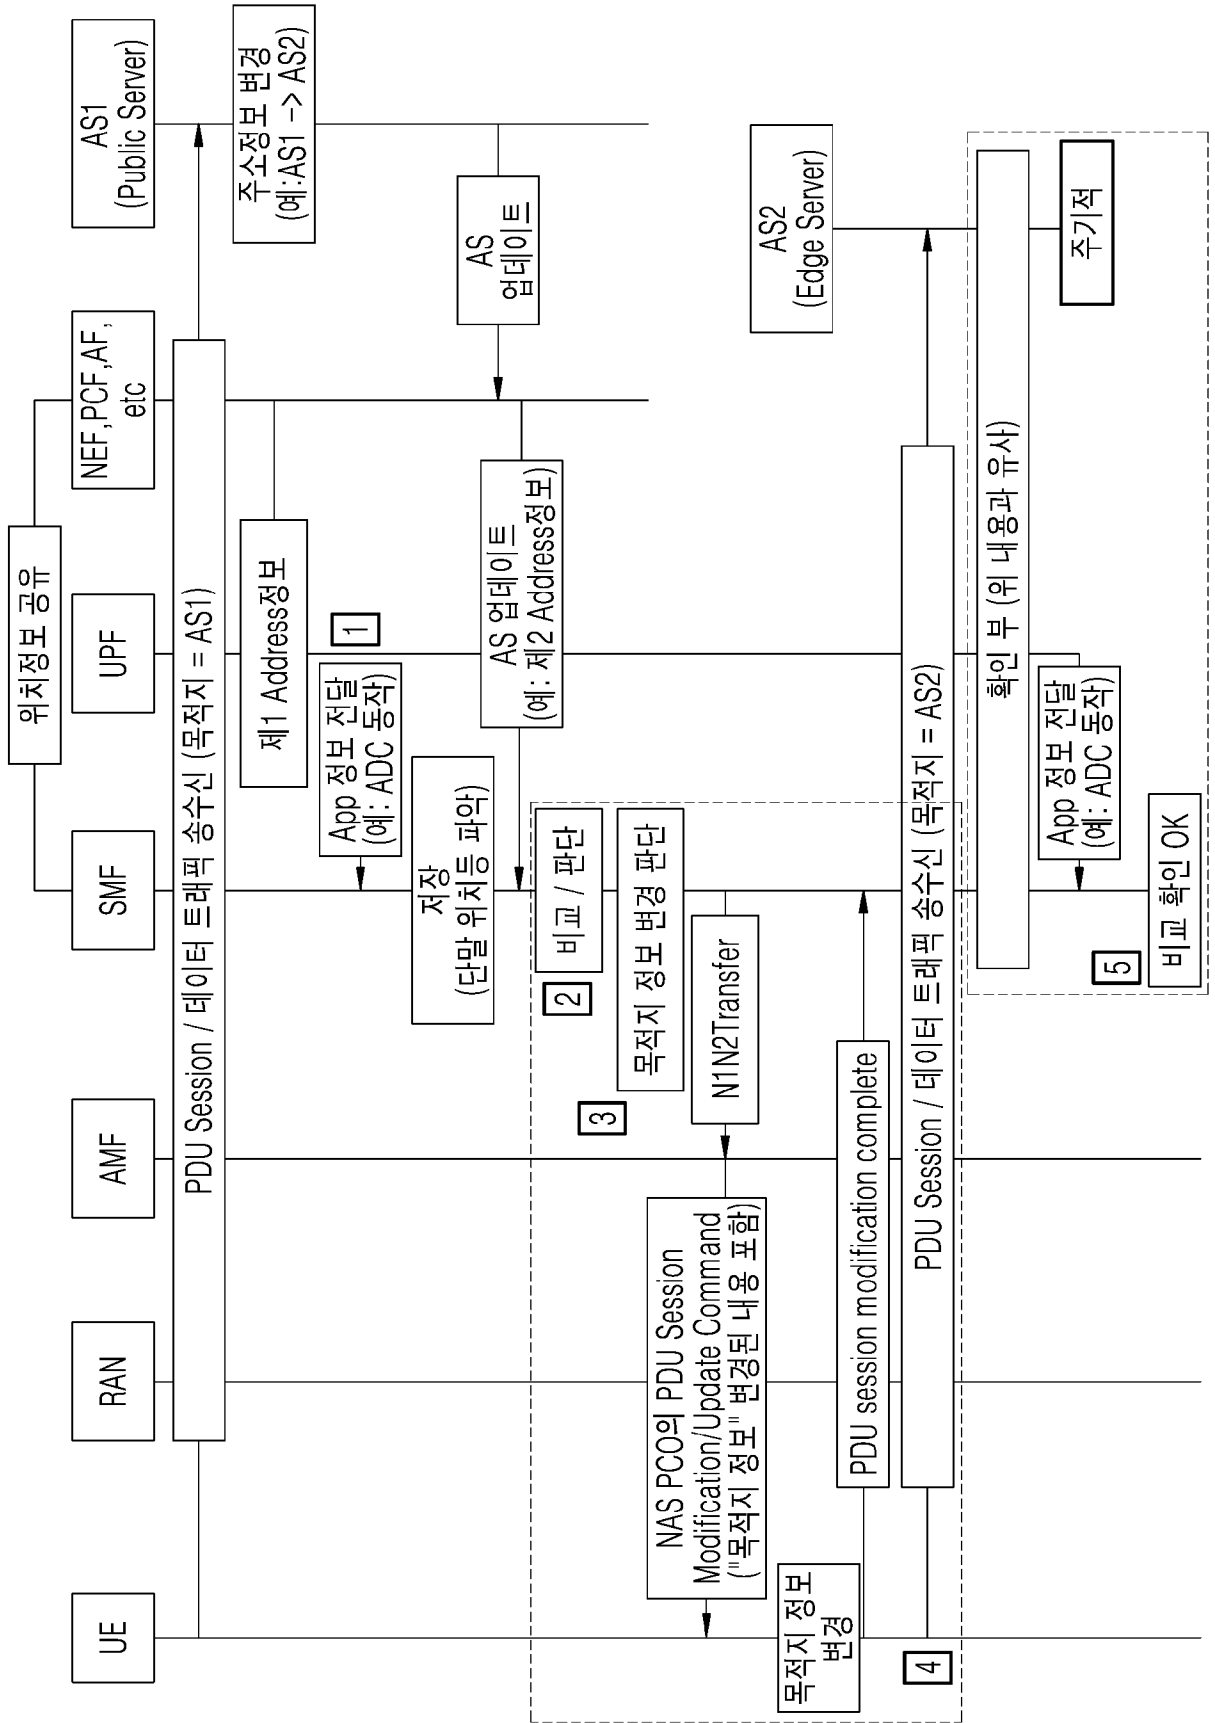 위치정보 공유
UE
RAN
AMF
SMF
UPF
NEF,PCF,AF,
etc
AS1
(Public Server)
PDU Session / 데이터 트래픽 송수신 (목적지 = AS1)
주소정보 변경
(예:AS1 -> AS2)
제1 Address정보
1
App 정보 전달
(예: ADC 동작)
저장
(단말 위치등 파악)
AS
업데이트
AS 업데이트
(예: 제2 Address정보)
2
비교 / 판단
3
목적지 정보 변경 판단
N1N2Transfer
NAS PCO의 PDU Session
Modification/Update Command
("목적지 정보" 변경된 내용 포함)
목적지 정보
변경
AS2
(Edge Server)
PDU session modification complete
4
PDU Session / 데이터 트래픽 송수신 (목적지 = AS2)
확인 부 (위 내용과 유사)
App 정보 전달
(예: ADC 동작)
주기적
5
비교 확인 OK